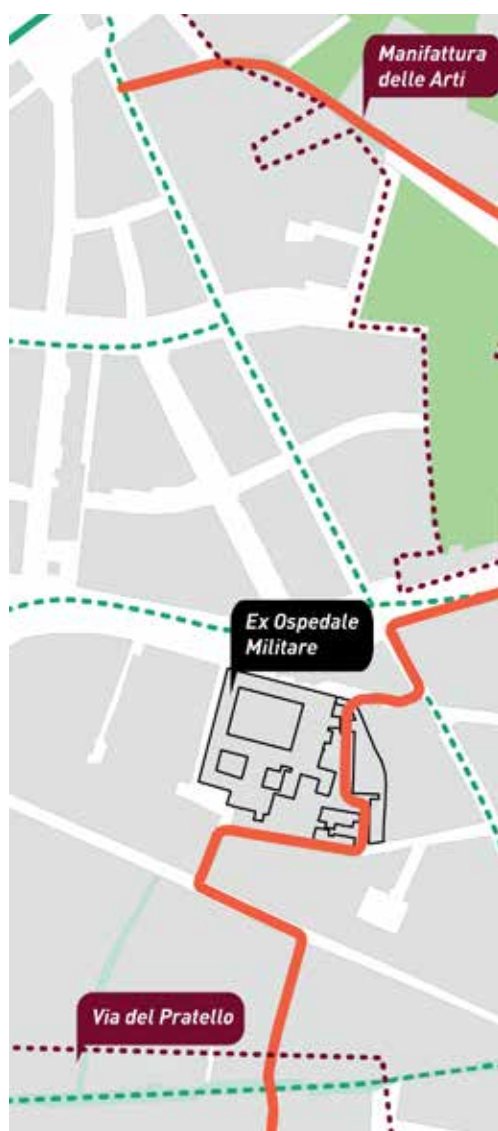 Manifattura
delle Arti
Ex Ospedale
Militare
Via del Pratello